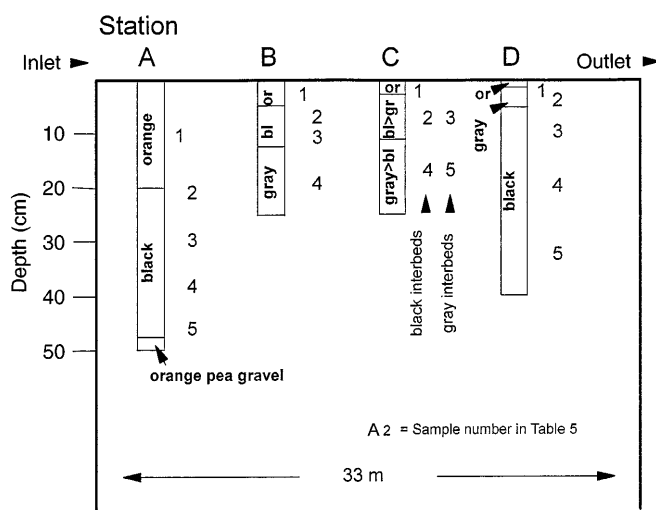 Station
Inlet A B C D Outlet
Depth (cm)
10
20
30
40
50
orange
black
1
2
3
4
5
orange pea gravel
or
bl
gray
1
2
3
4
or
bl>gr
gray>bl
1
2 3
4 5
black interbeds
gray interbeds
or
gray
black
1
2
3
4
5
A 2 = Sample number in Table 5
33 m